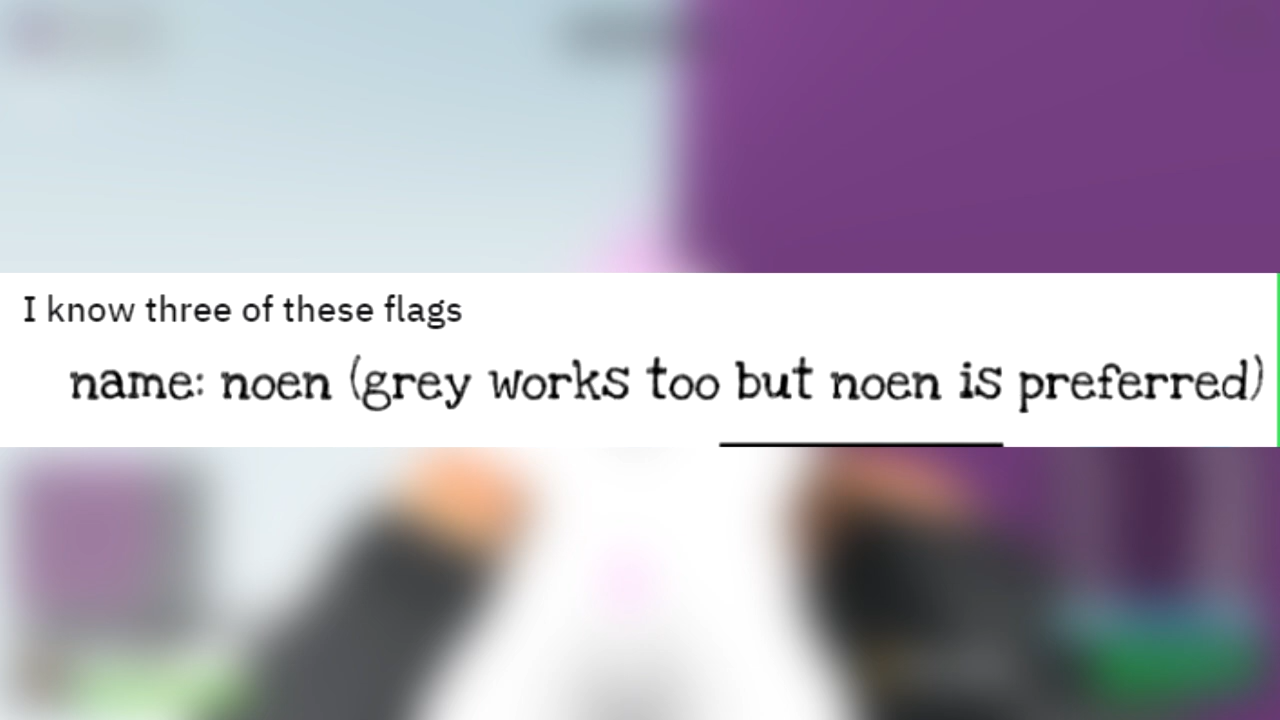 I know three of these flags
name: noen (grey works too but noen is preferred)